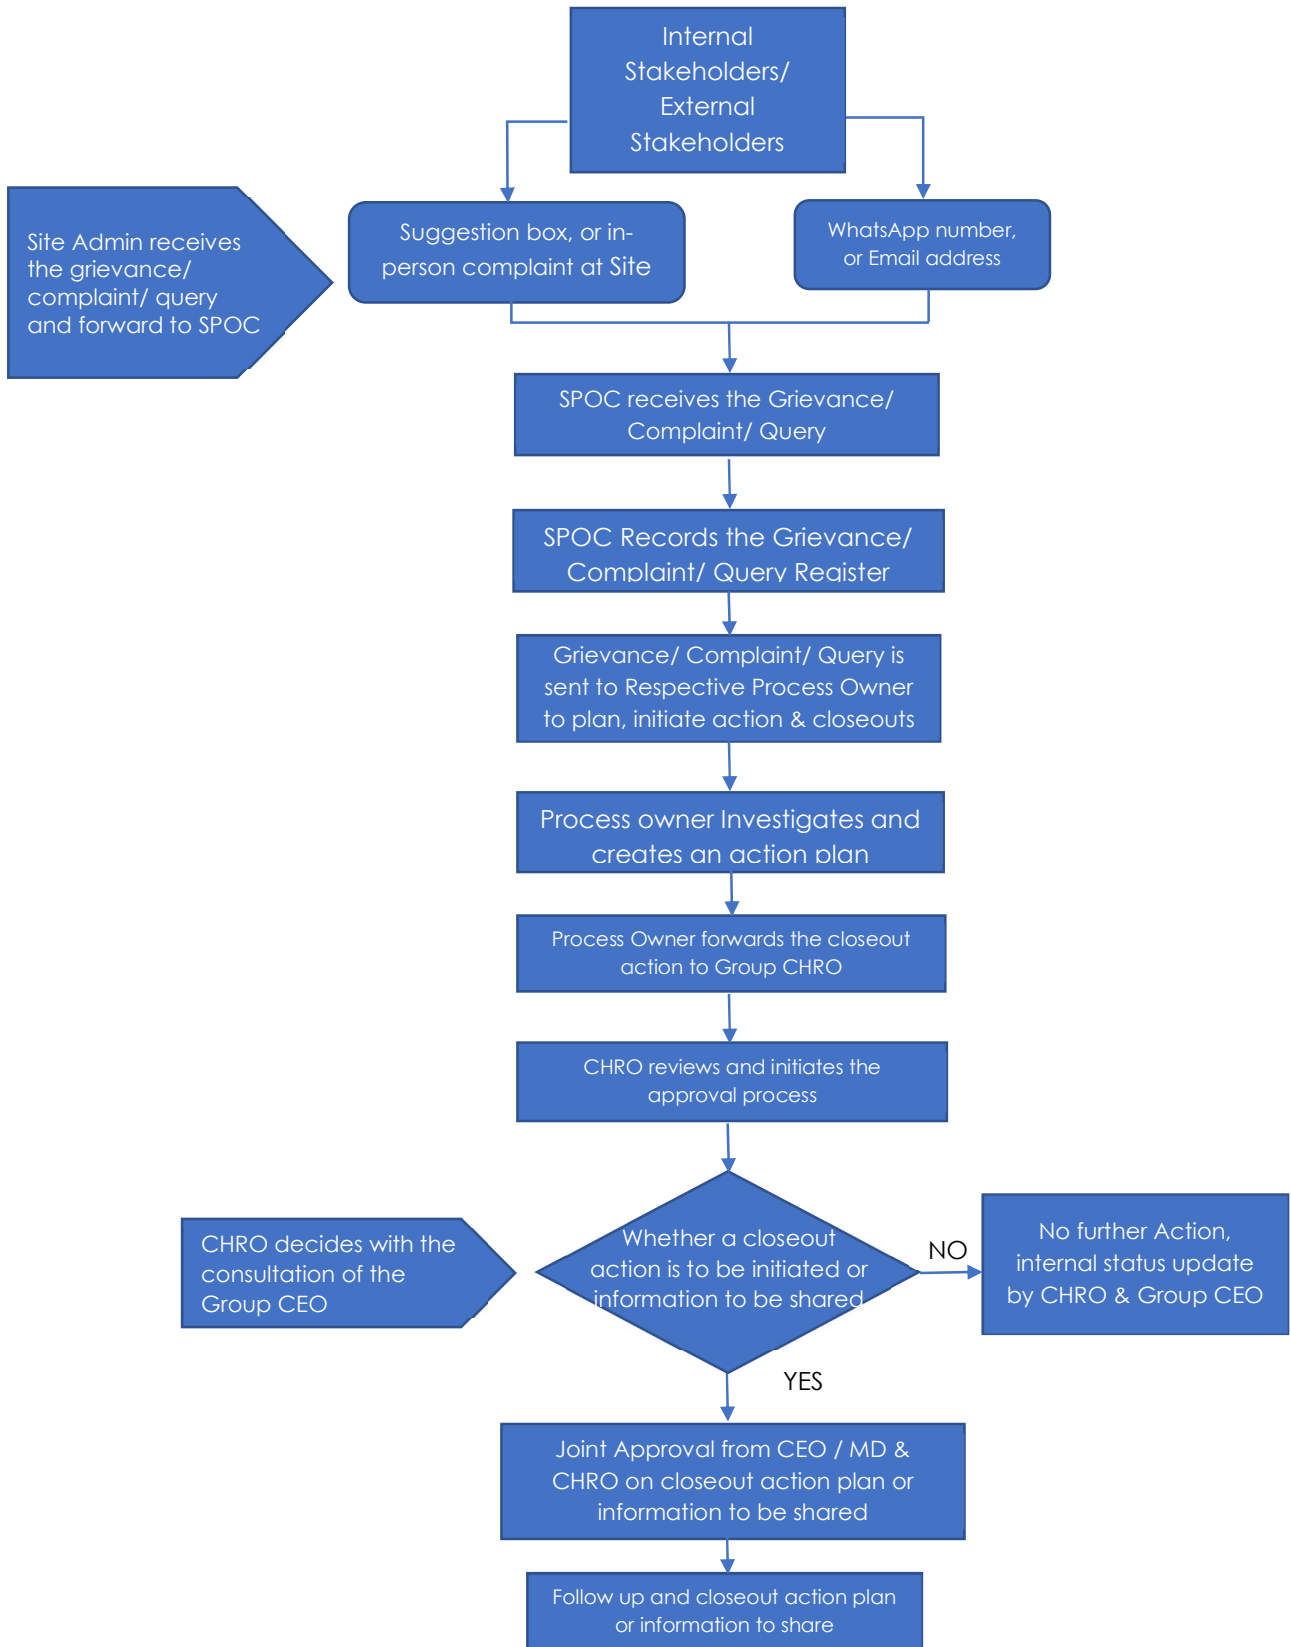 Internal
Stakeholders/
External
Stakeholders
Site Admin receives
the grievance/
complaint/ query
and forward to SPOC
Suggestion box, or in-
person complaint at Site
WhatsApp number,
or Email address
SPOC receives the Grievance/
Complaint/ Query
SPOC Records the Grievance/
Complaint/ Query Register
Grievance/ Complaint/ Query is
sent to Respective Process Owner
to plan, initiate action & closeouts
Process owner Investigates and
creates an action plan
Process Owner forwards the closeout
action to Group CHRO
CHRO reviews and initiates the
approval process
CHRO decides with the
consultation of the
Group CEO
Whether a closeout
action is to be initiated or
information to be shared
NO
No further Action,
internal status update
by CHRO & Group CEO
YES
Joint Approval from CEO / MD &
CHRO on closeout action plan or
information to be shared
Follow up and closeout action plan
or information to share